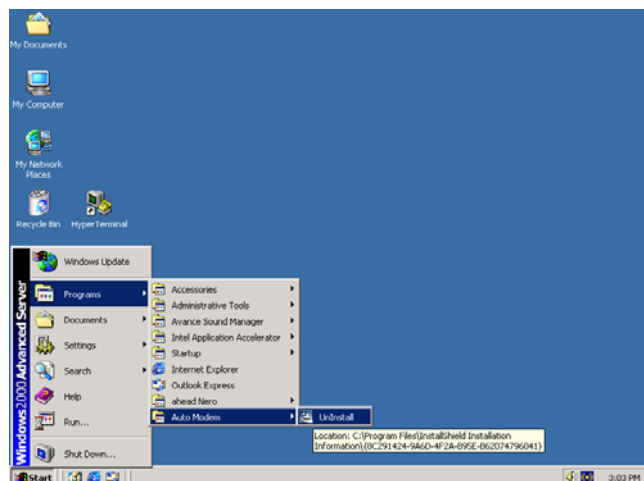 My Documents
My Computer
My Network
Places
Recycle Bin
HyperTerminal
Windows 2000 Advanced Server
Windows Update
Programs
Documents
Settings
Search
Help
Run...
Shut Down...
Accessories
Administrative Tools
Avance Sound Manager
Intel Application Accelerator
Startup
Internet Explorer
Outlook Express
ahead Nero
Auto Modem
UnInstall
Location: C:\Program Files\InstallShield Installation
Information\{8C291424-9A6D-4F2A-895E-B62074796041}
Start
3:03 PM